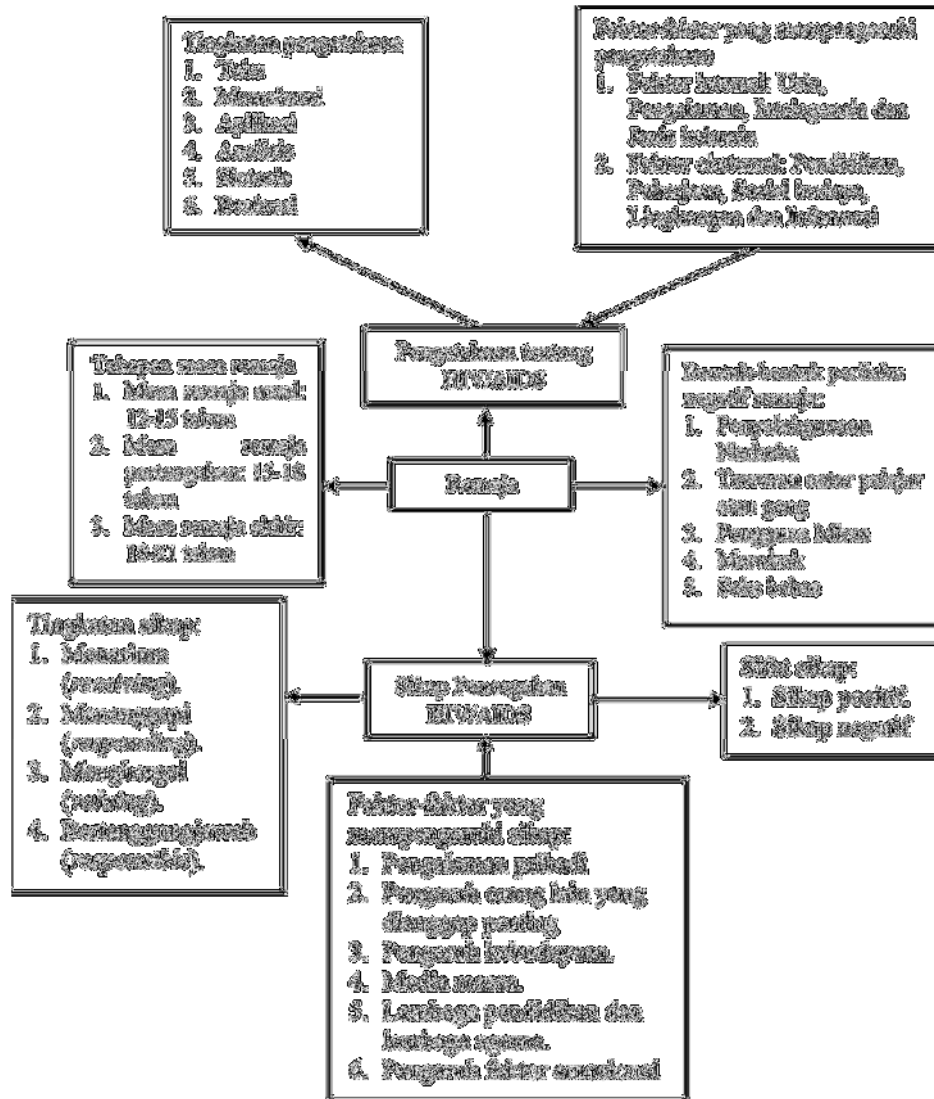 Tingkatan pengetahuan
1. Tahu
2. Memahami
3. Aplikasi
4. Analisis
5. Sintesis
6. Evaluasi
Faktor-faktor yang mempengaruhi
pengetahuan
1. Faktor internal: Usia,
Pengalaman, Intelegensia dan
Jenis kelamin
2. Faktor eksternal: Pendidikan,
Pekerjaan, Sosial budaya,
Lingkungan dan Informasi
Pengetahuan tentang
HIV/AIDS
Tahapan masa remaja
1. Masa remaja awal:
12-15 tahun
2. Masa remaja
pertengahan: 15-18
tahun
3. Masa remaja akhir:
tahun
Remaja
Bentuk-bentuk perilaku
negatif remaja:
1. Penyalahgunaan
Narkoba
2. Tawuran antar pelajar
atau geng
3. Pengguna Miras
4. Merokok
5. Seks bebas
Tingkatan sikap:
1. Menerima
(receiving).
2. Menanggapi
(responding).
3. Menghargai
(valuing).
4. Bertanggungjawab
(responsible).
Sikap Pencegahan
HIV/AIDS
Sifat sikap:
1. Sikap positif.
2. Sikap negatif
Faktor-faktor yang
mempengaruhi sikap:
1. Pengalaman pribadi.
2. Pengaruh orang lain yang
dianggap penting.
3. Pengaruh kebudayaan.
4. Media massa.
5. Lembaga pendidikan dan
lembaga agama.
6. Pengaruh faktor emosional